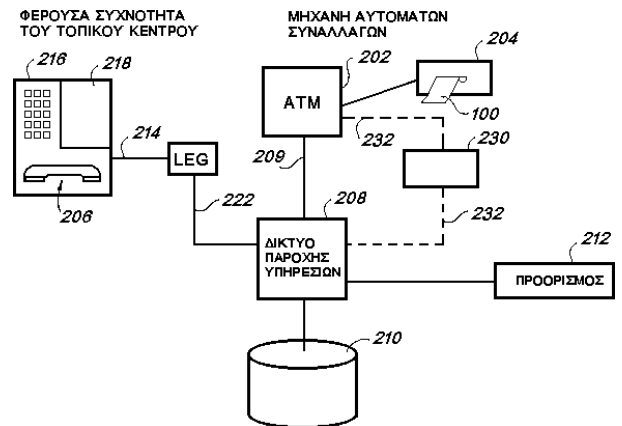 ΦΕΡΟΥΣΑ ΣΥΧΝΟΤΗΤΑ
ΤΟΥ ΤΟΠΙΚΟΥ ΚΕΝΤΡΟΥ
ΜΗΧΑΝΗ ΑΥΤΟΜΑΤΩΝ
ΣΥΝΑΛΛΑΓΩΝ
216
218
202
204
ATM
100
214
232
230
LEG
209
206
222
208
232
ΔΙΚΤΥΟ
ΠΑΡΟΧΗΣ
ΥΠΗΡΕΣΙΩΝ
212
ΠΡΟΟΡΙΣΜΟΣ
210